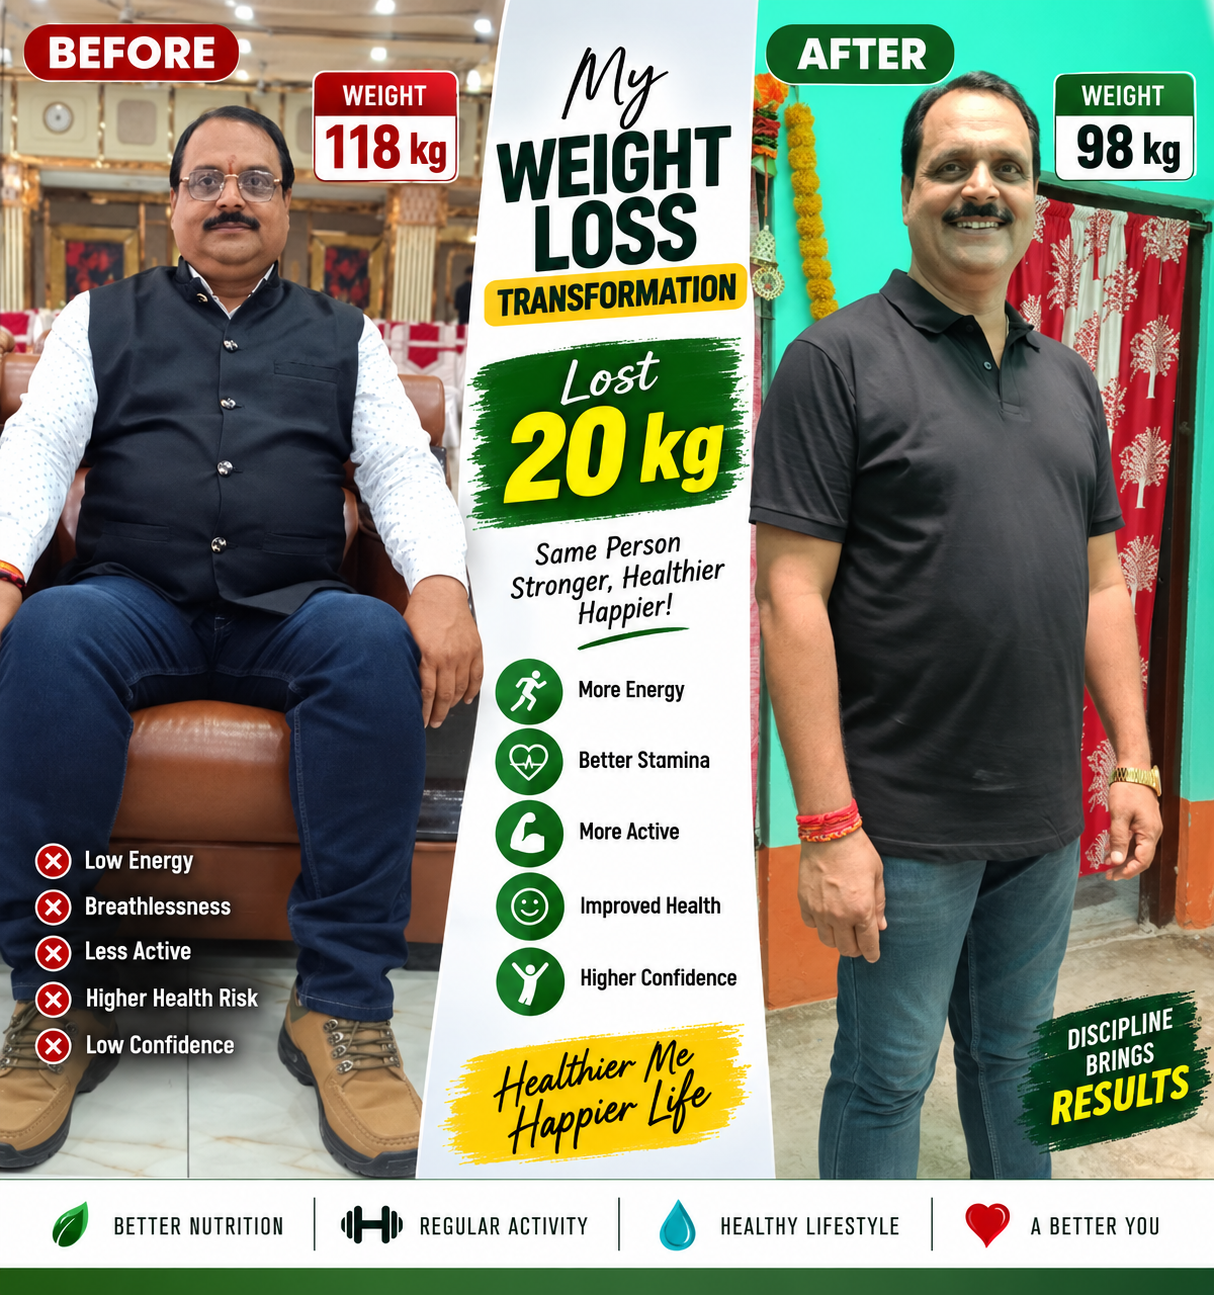 BEFORE
WEIGHT
118 kg
Low Energy
Breathlessness
Less Active
Higher Health Risk
Low Confidence
My
WEIGHT
LOSS
TRANSFORMATION
Lost
20 kg
Same Person
Stronger, Healthier
Happier!
More Energy
Better Stamina
More Active
Improved Health
Higher Confidence
Healthier Me
Happier Life
AFTER
WEIGHT
98 kg
DISCIPLINE
BRINGS
RESULTS
BETTER NUTRITION
REGULAR ACTIVITY
HEALTHY LIFESTYLE
A BETTER YOU